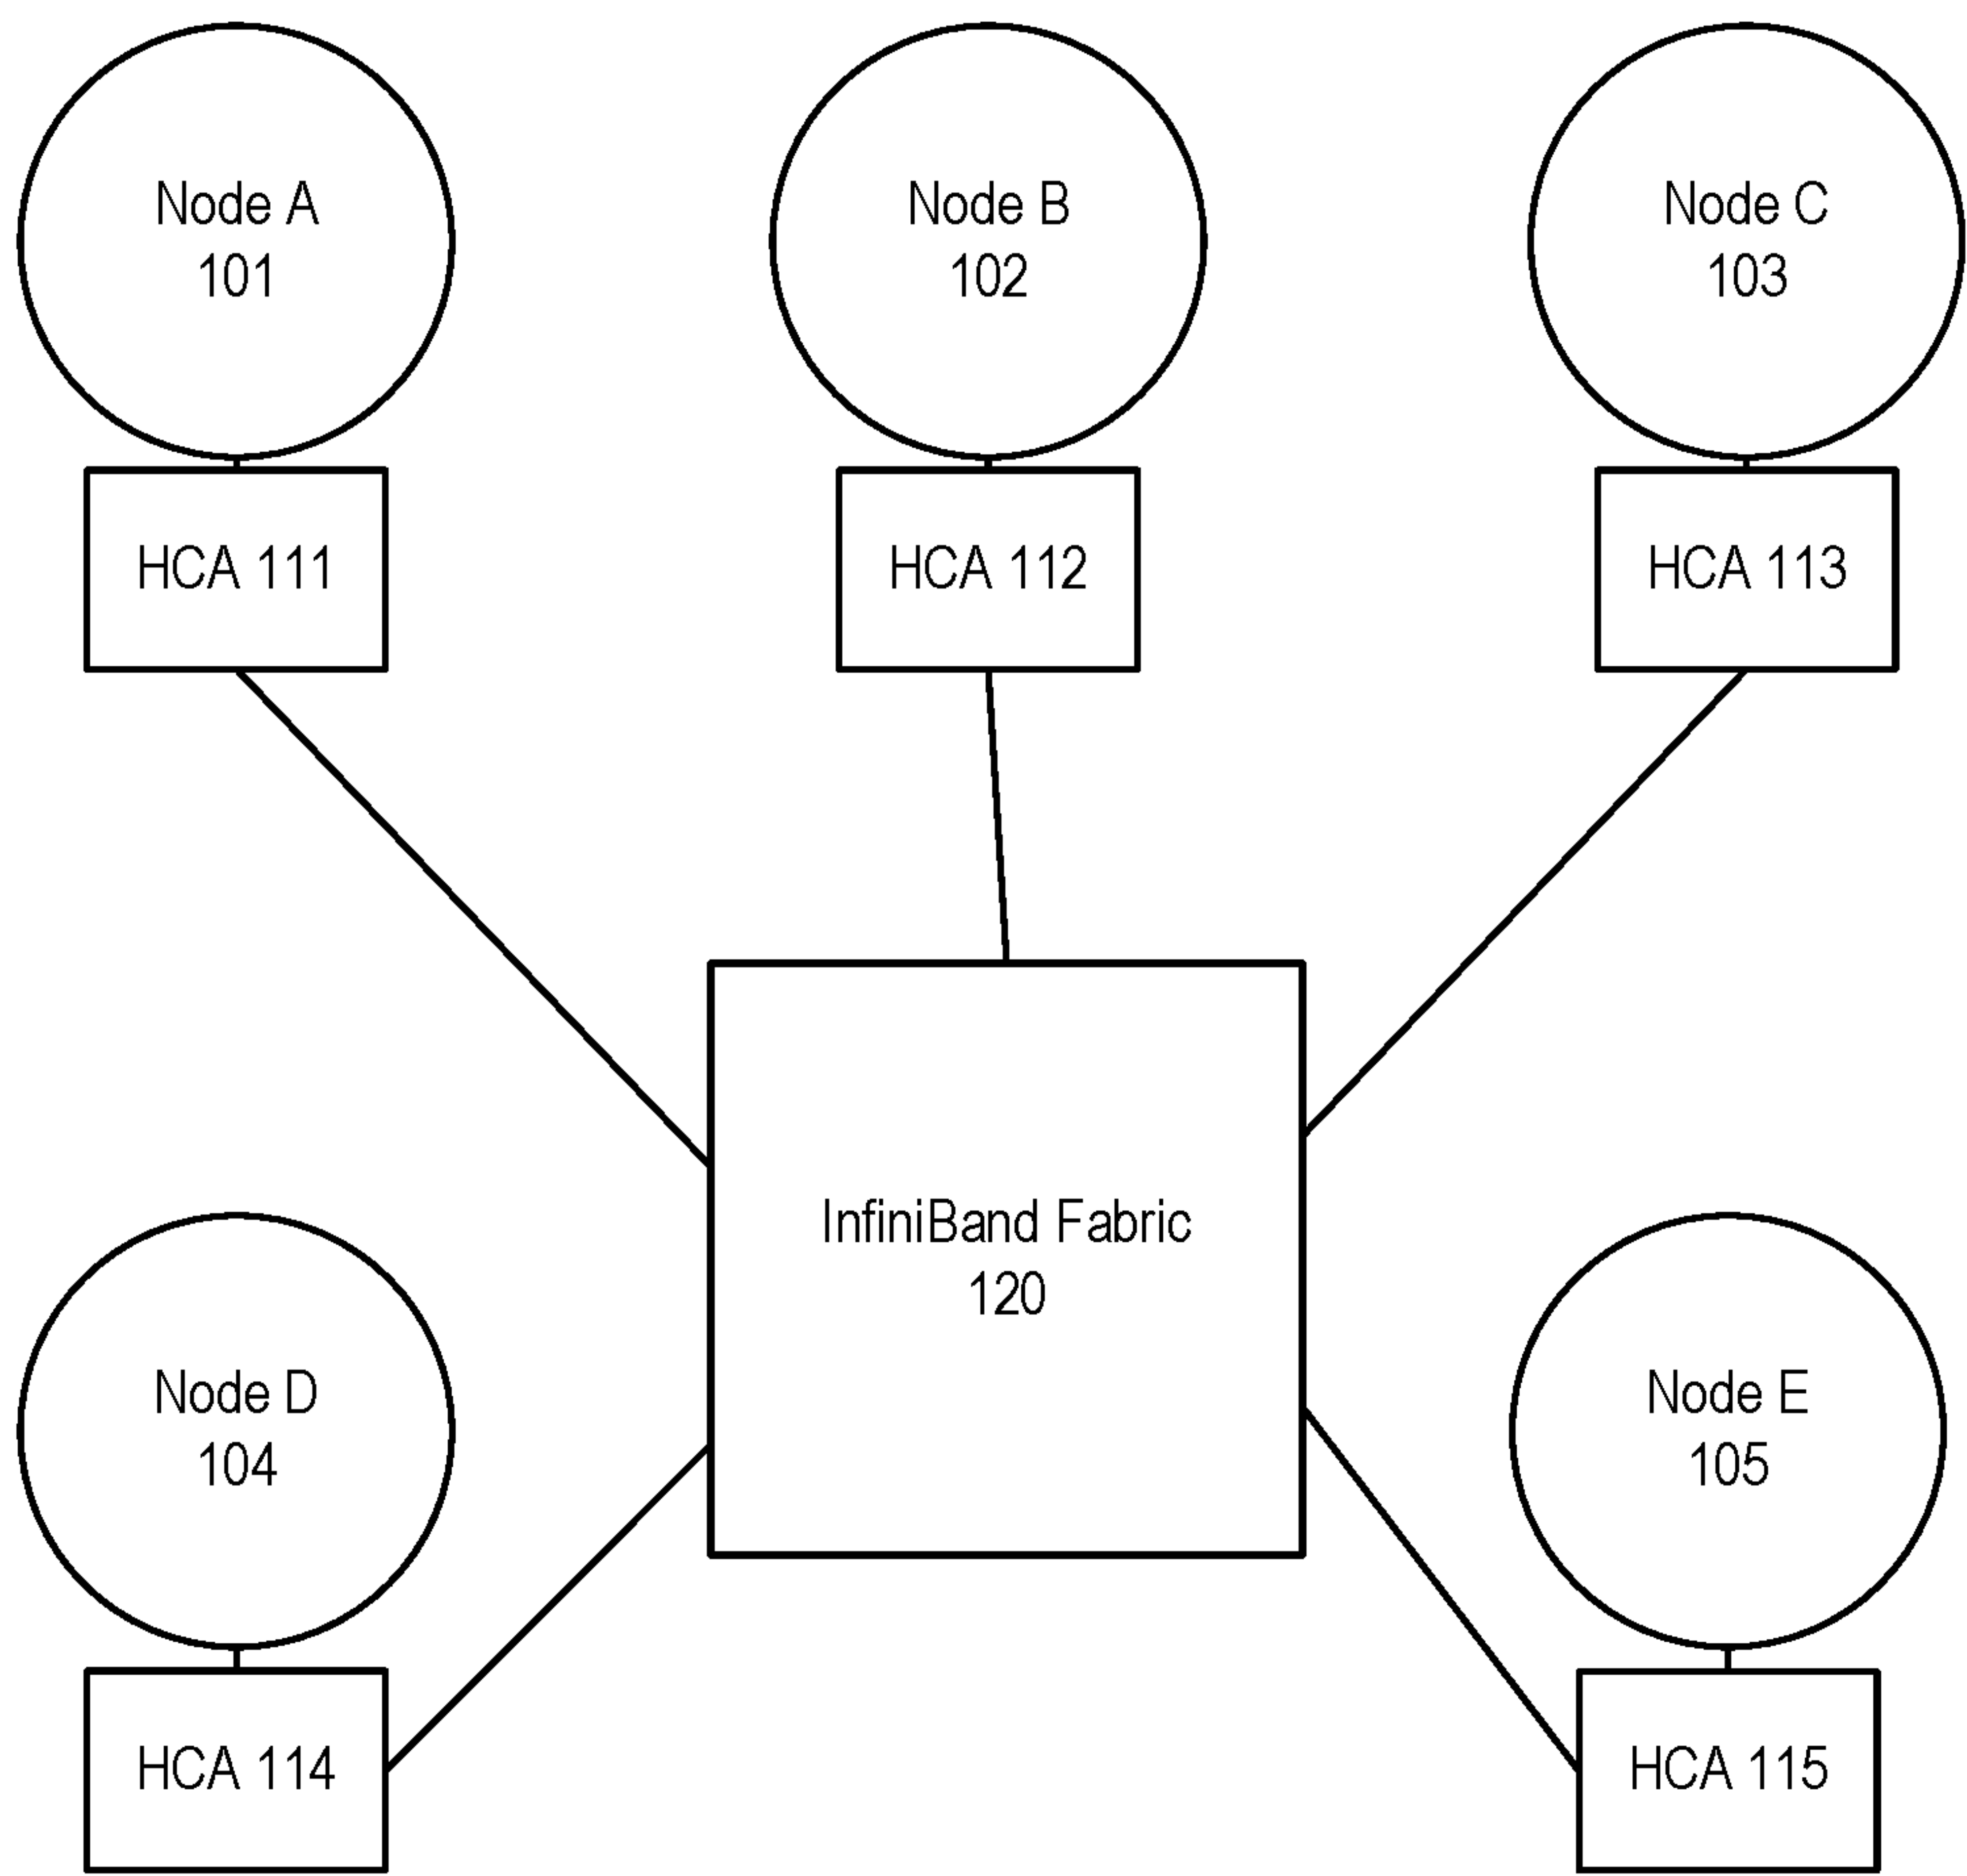 Node A
101
Node B
102
Node C
103
HCA 111
HCA 112
HCA 113
InfiniBand Fabric
120
Node D
104
Node E
105
HCA 114
HCA 115